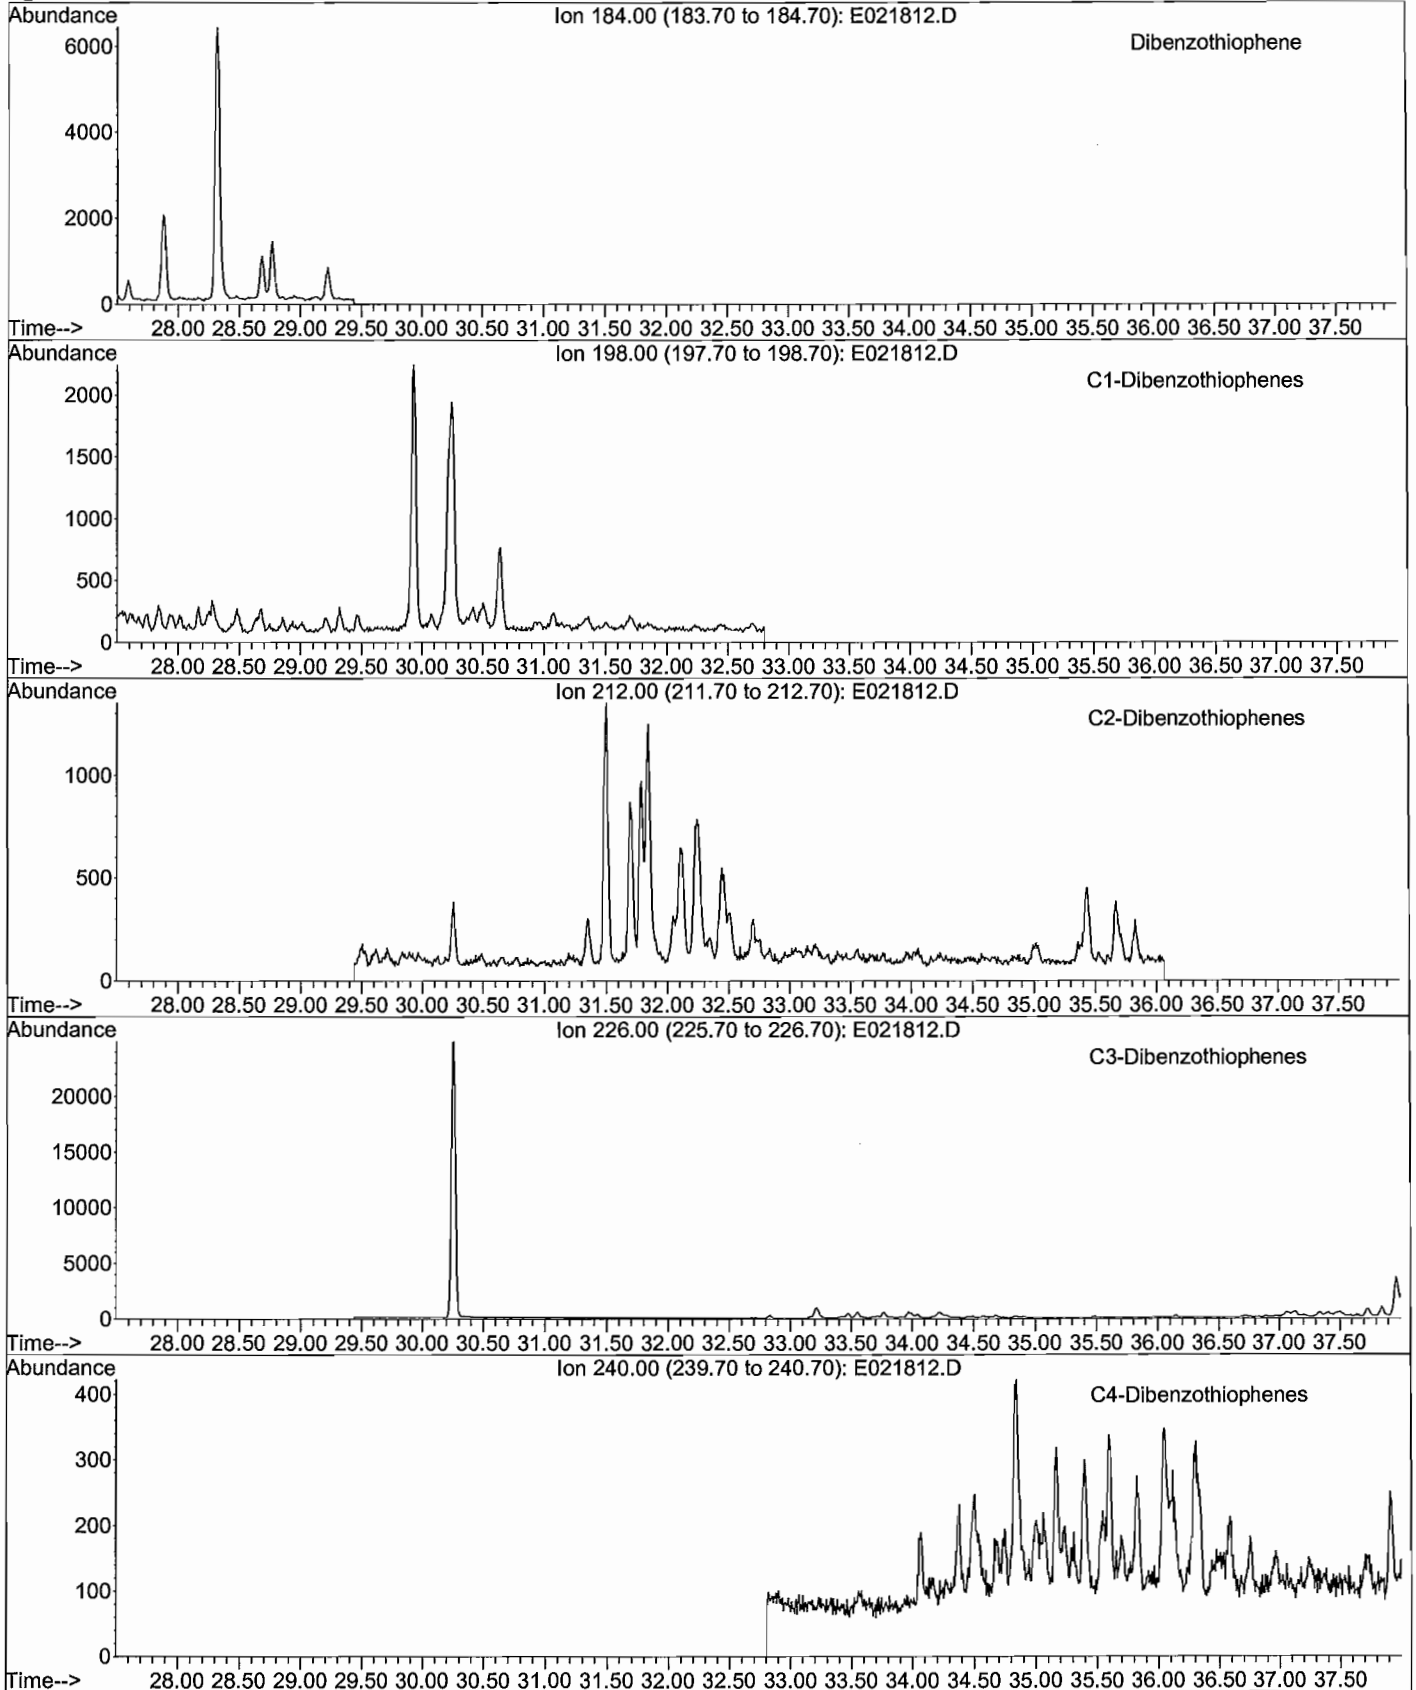 Abundance Ion 184.00 (183.70 to 184.70): E021812.D
Dibenzothiophene
6000
4000
2000
0
Time--> 28.00 28.50 29.00 29.50 30.00 30.50 31.00 31.50 32.00 32.50 33.00 33.50 34.00 34.50 35.00 35.50 36.00 36.50 37.00 37.50
Abundance Ion 198.00 (197.70 to 198.70): E021812.D
C1-Dibenzothiophenes
2000
1500
1000
500
0
Time--> 28.00 28.50 29.00 29.50 30.00 30.50 31.00 31.50 32.00 32.50 33.00 33.50 34.00 34.50 35.00 35.50 36.00 36.50 37.00 37.50
Abundance Ion 212.00 (211.70 to 212.70): E021812.D
C2-Dibenzothiophenes
1000
500
0
Time--> 28.00 28.50 29.00 29.50 30.00 30.50 31.00 31.50 32.00 32.50 33.00 33.50 34.00 34.50 35.00 35.50 36.00 36.50 37.00 37.50
Abundance Ion 226.00 (225.70 to 226.70): E021812.D
C3-Dibenzothiophenes
20000
15000
10000
5000
0
Time--> 28.00 28.50 29.00 29.50 30.00 30.50 31.00 31.50 32.00 32.50 33.00 33.50 34.00 34.50 35.00 35.50 36.00 36.50 37.00 37.50
Abundance Ion 240.00 (239.70 to 240.70): E021812.D
C4-Dibenzothiophenes
400
300
200
100
0
Time--> 28.00 28.50 29.00 29.50 30.00 30.50 31.00 31.50 32.00 32.50 33.00 33.50 34.00 34.50 35.00 35.50 36.00 36.50 37.00 37.50